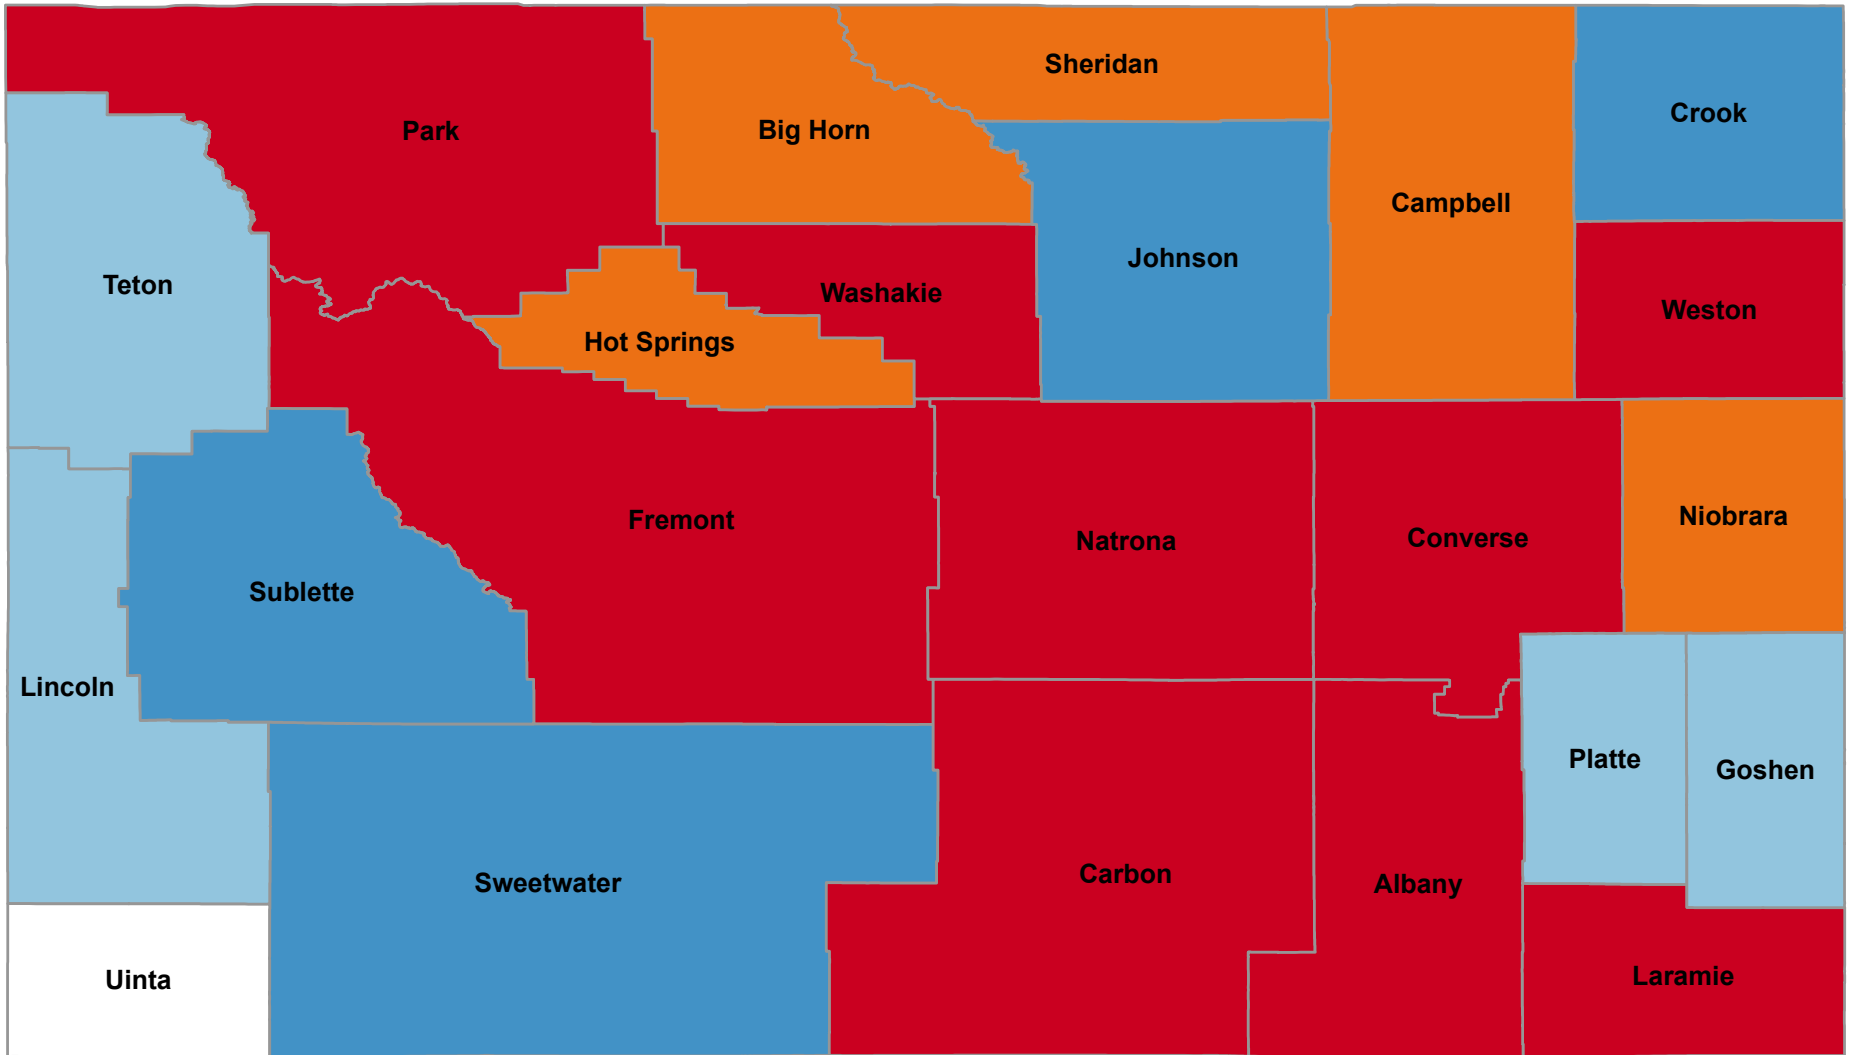 Sheridan
Crook
Park
Big Horn
Campbell
Johnson
Teton
Washakie
Weston
Hot Springs
Niobrara
Fremont
Natrona
Converse
Sublette
Lincoln
Platte
Goshen
Sweetwater
Carbon
Albany
Uinta
Laramie